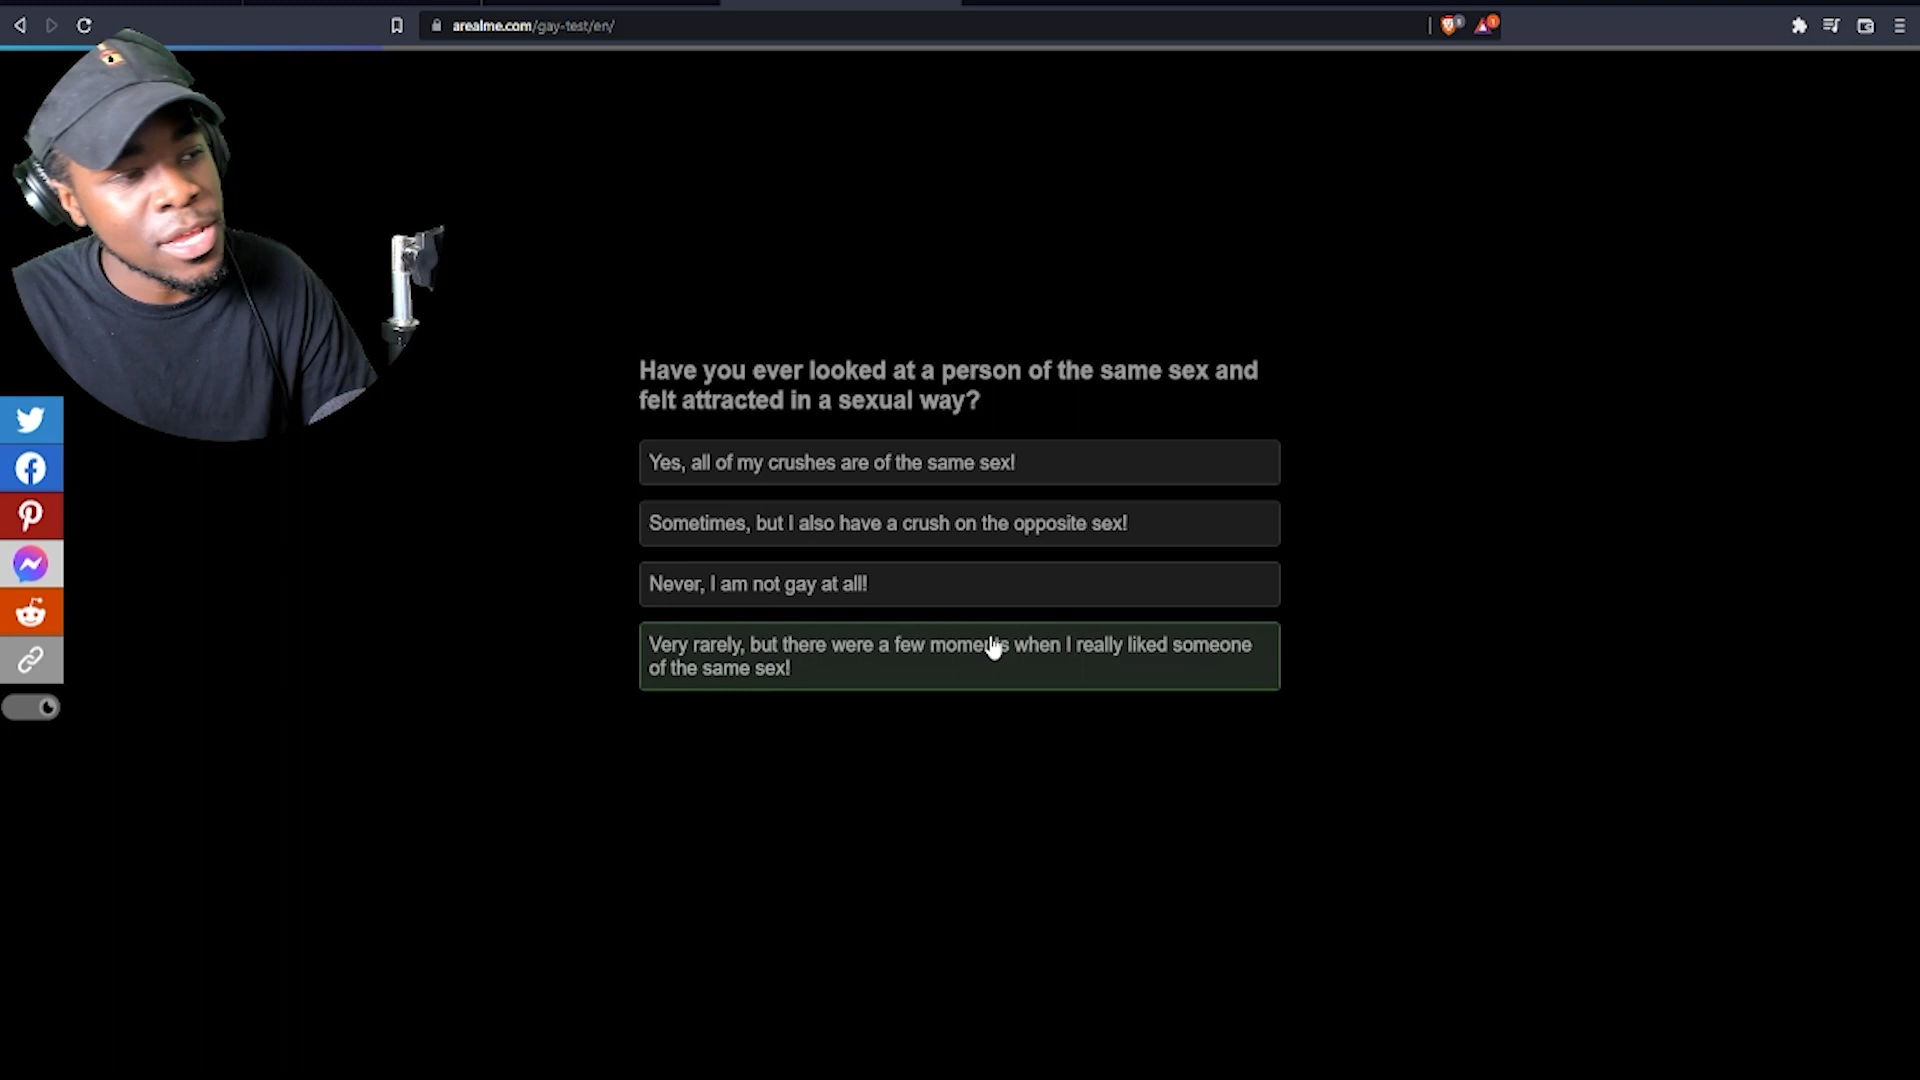 arealme.com/gay-test/en/
Have you ever looked at a person of the same sex and
felt attracted in a sexual way?
Yes, all of my crushes are of the same sex!
Sometimes, but I also have a crush on the opposite sex!
Never, I am not gay at all!
Very rarely, but there were a few moments when I really liked someone
of the same sex!